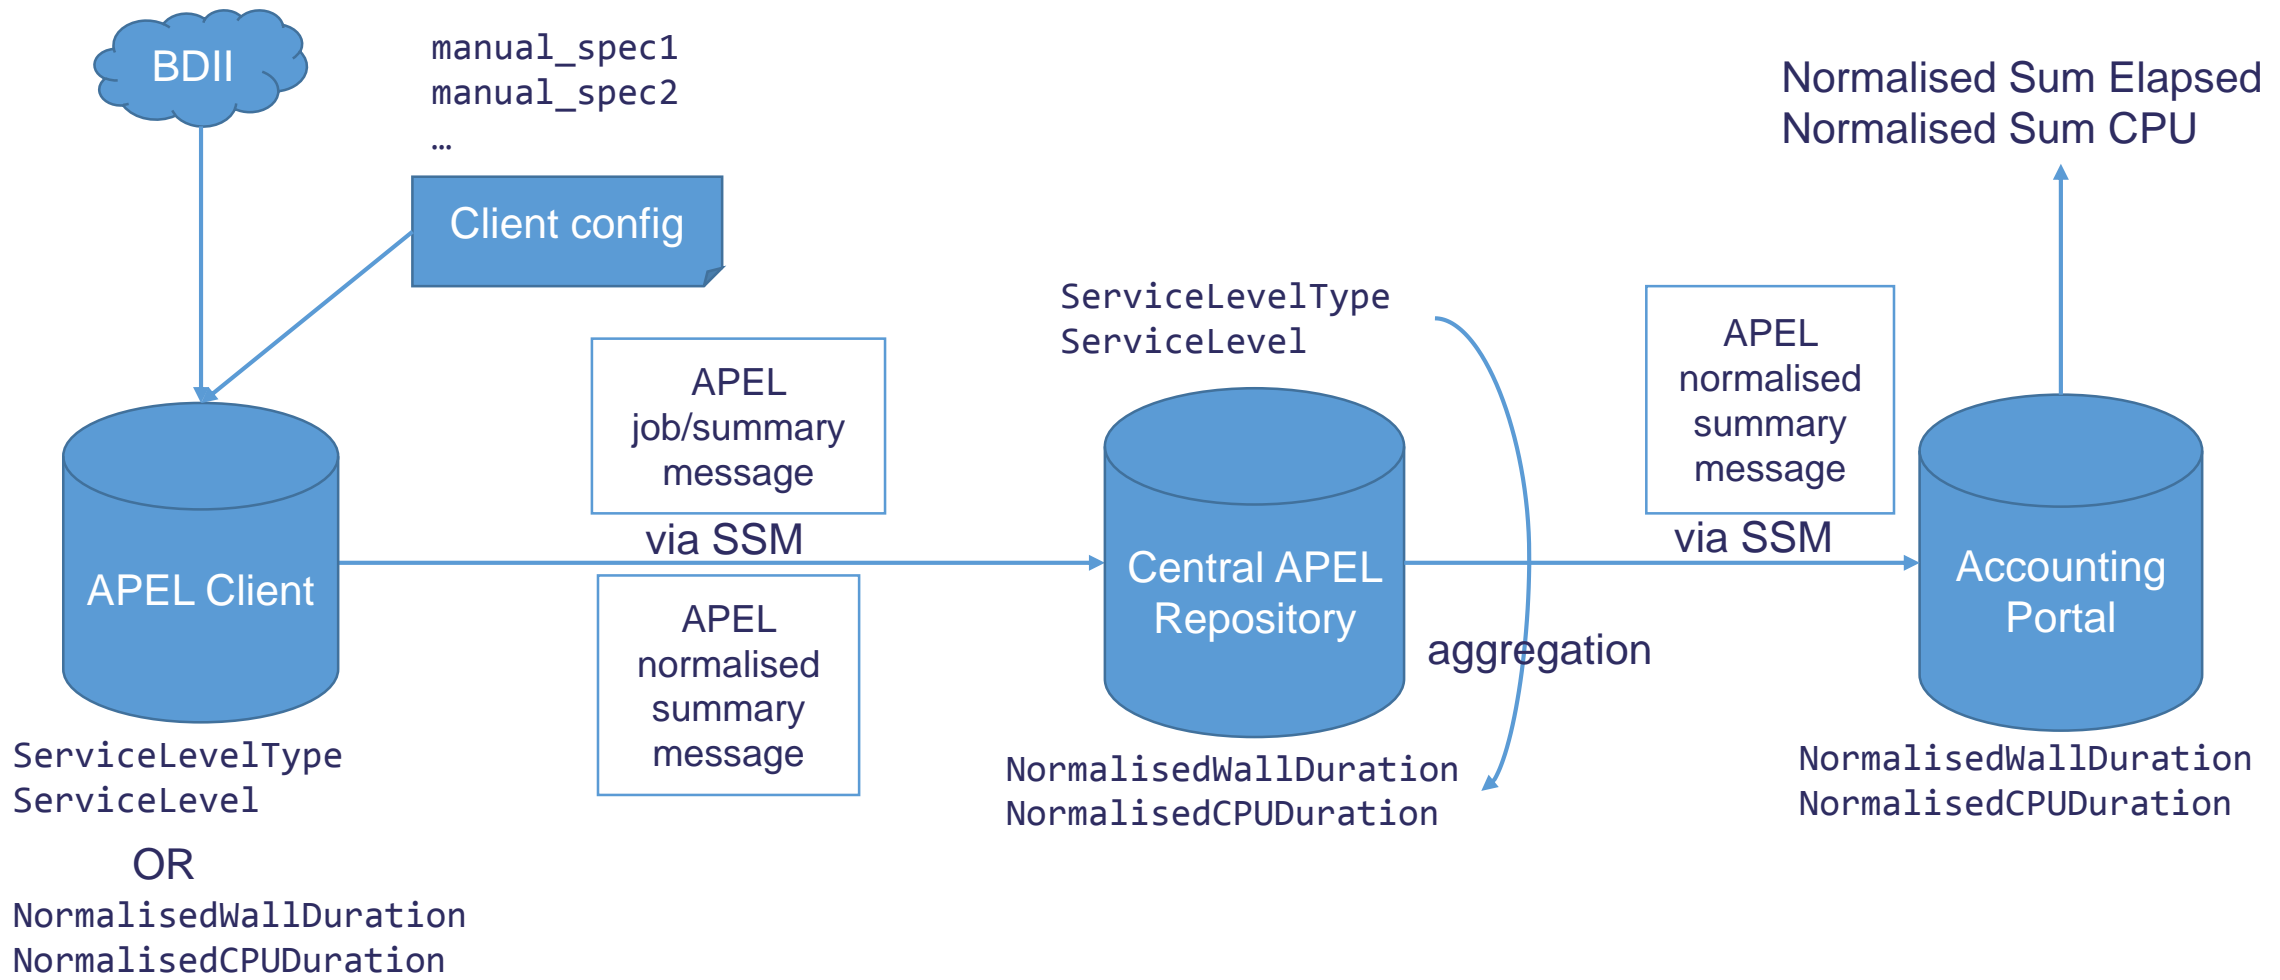 BDII
manual_spec1
manual_spec2
…
Client config
APEL
job/summary
message
via SSM
APEL
normalised
summary
message
APEL Client
ServiceLevelType
ServiceLevel
OR
NormalisedWallDuration
NormalisedCPUDuration
ServiceLevelType
ServiceLevel
Central APEL
Repository
aggregation
NormalisedWallDuration
NormalisedCPUDuration
APEL
normalised
summary
message
via SSM
Normalised Sum Elapsed
Normalised Sum CPU
Accounting
Portal
NormalisedWallDuration
NormalisedCPUDuration